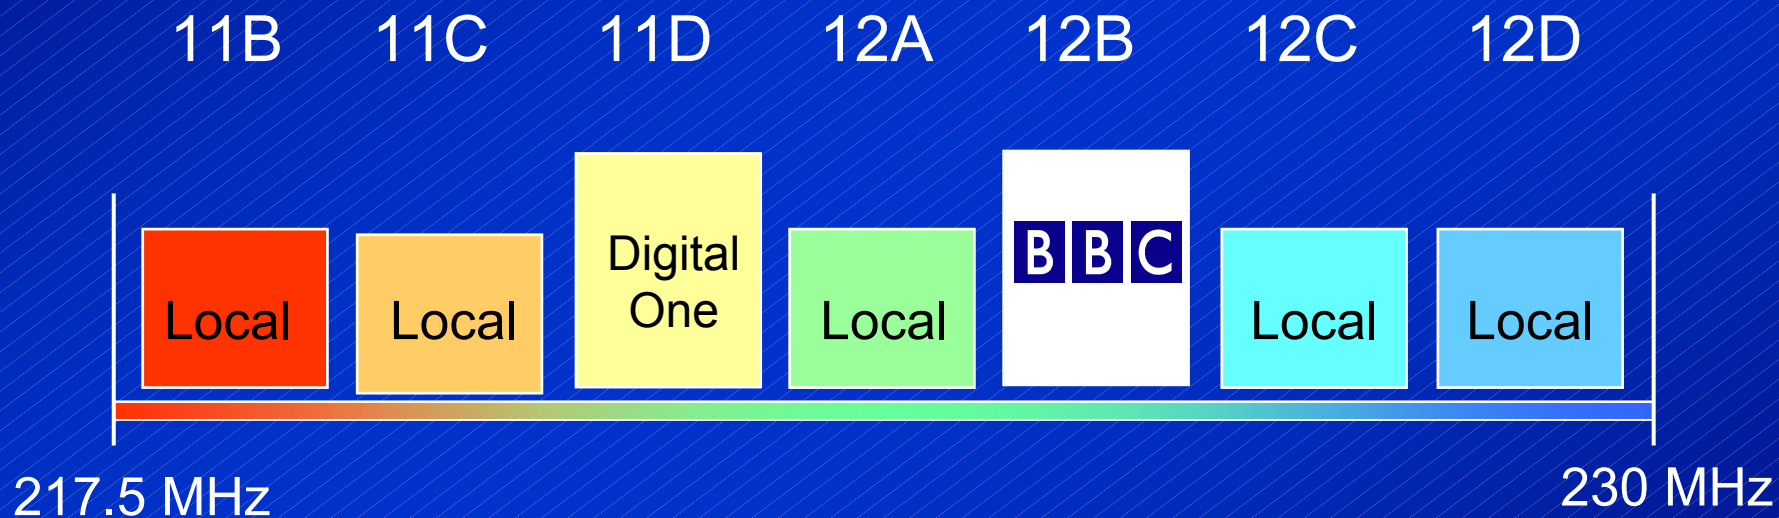 11B 11C 11D 12A 12B 12C 12D
Local Local Digital One Local BBC Local Local
217.5 MHz 230 MHz